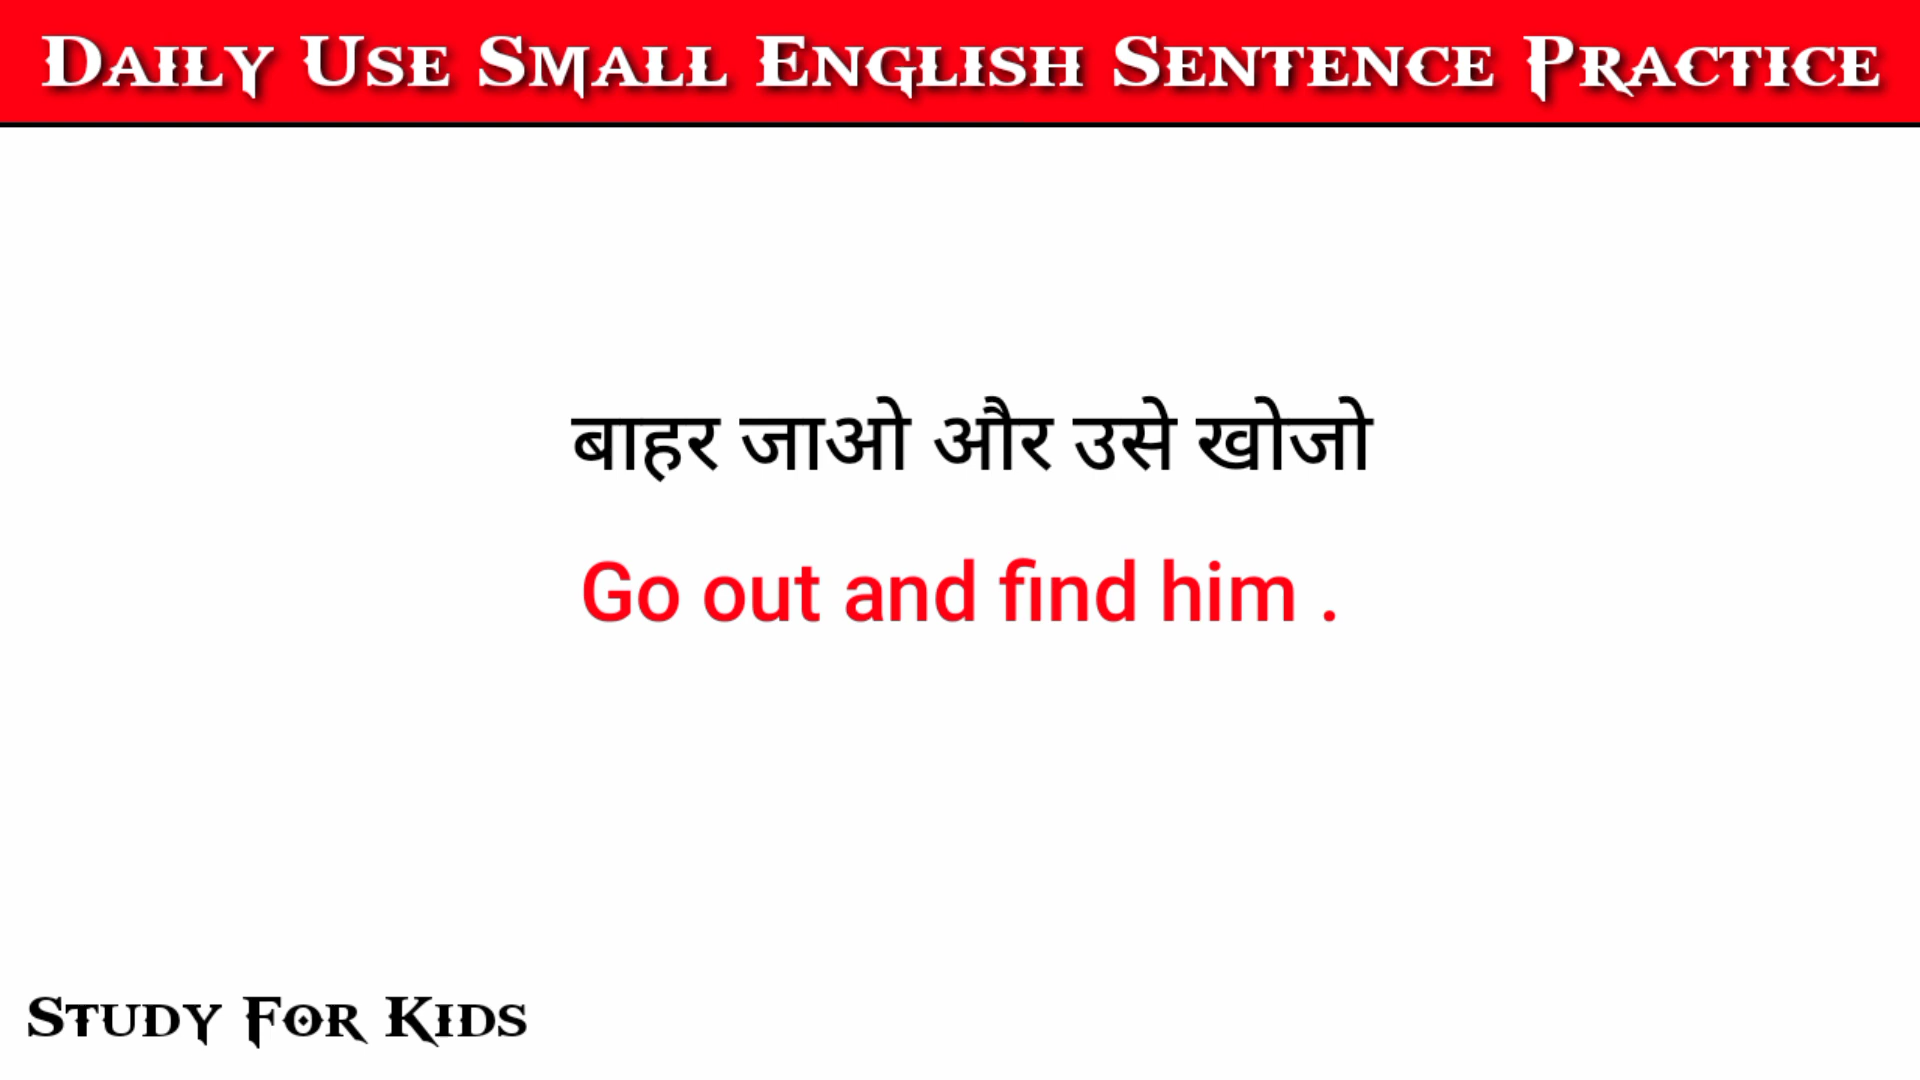 Daily Use Small English Sentence Practice
बाहर जाओ और उसे खोजो
Go out and find him .
Study For Kids